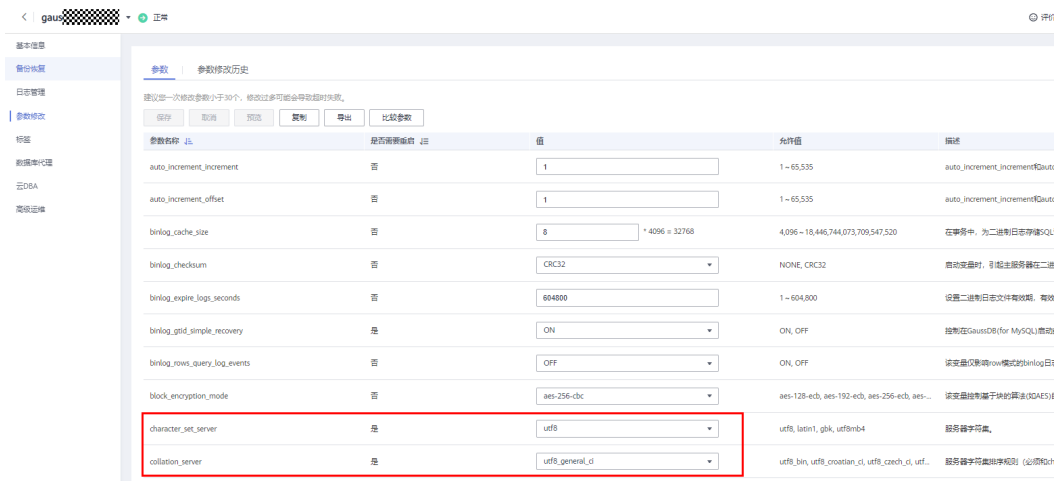 gaus 正常 评价
基本信息
备份恢复
日志管理
参数修改
标签
数据库代理
云DBA
高级运维
参数 参数修改历史
建议您一次修改参数小于30个，修改过多可能会导致超时失败。
保存 取消 预览 复制 导出 比较参数
参数名称 是否需要重启 值 允许值 描述
auto_increment_increment 否 1 1 ~ 65,535 auto_increment_increment和auto
auto_increment_offset 否 1 1 ~ 65,535 auto_increment_increment和auto
binlog_cache_size 否 8 * 4096 = 32768 4,096 ~ 18,446,744,073,709,547,520 在事务中，为二进制日志存储SQL
binlog_checksum 否 CRC32 NONE, CRC32 启动变量时，引起主服务器在二进
binlog_expire_logs_seconds 否 604800 1 ~ 604,800 设置二进制日志文件有效期，有效
binlog_gtid_simple_recovery 是 ON ON, OFF 控制在GaussDB(for MySQL)启动
binlog_rows_query_log_events 否 OFF ON, OFF 该变量仅影响row模式的binlog日志
block_encryption_mode 否 aes-256-cbc aes-128-ecb, aes-192-ecb, aes-256-ecb, aes-... 该变量控制基于块的算法(如AES)的
character_set_server 是 utf8 utf8, latin1, gbk, utf8mb4 服务器字符集。
collation_server 是 utf8_general_ci utf8_bin, utf8_croatian_ci, utf8_czech_ci, utf... 服务器字符集排序规则（必须和ch